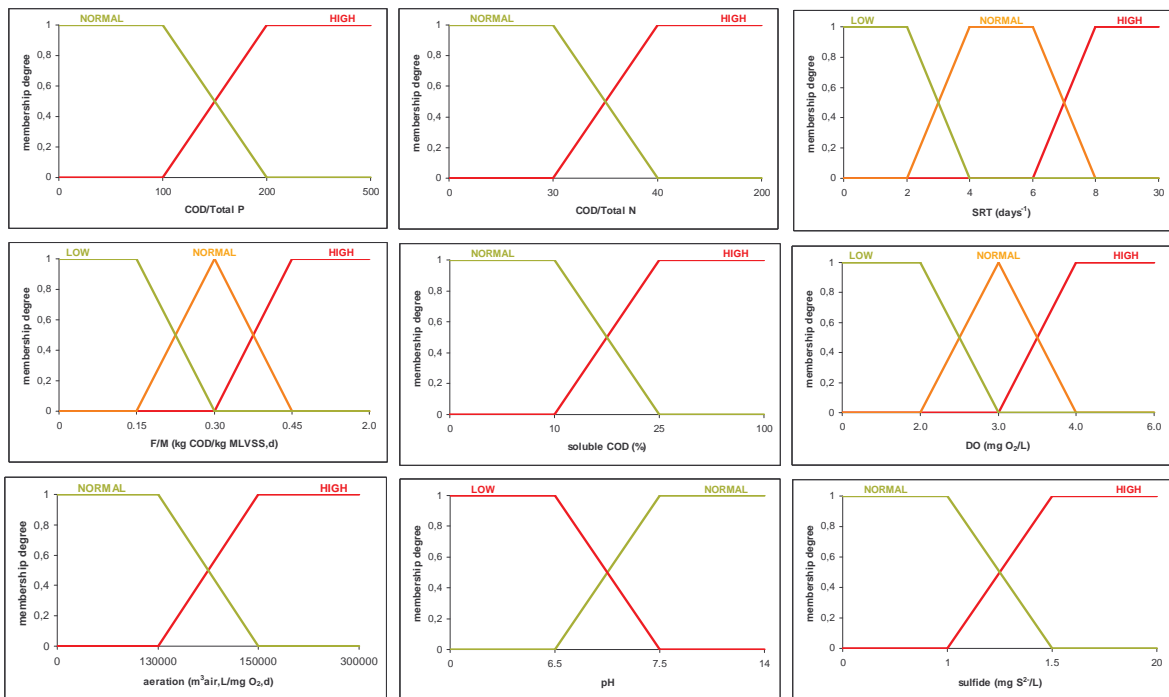 NORMAL HIGH
1
0,8
0,6
0,4
0,2
0
membership degree
0 100 200 500
COD/Total P
NORMAL HIGH
1
0,8
0,6
0,4
0,2
0
membership degree
0 30 40 200
COD/Total N
LOW NORMAL HIGH
1
0,8
0,6
0,4
0,2
0
membership degree
0 2 4 6 8 30
SRT (days⁻¹)
LOW NORMAL HIGH
1
0,8
0,6
0,4
0,2
0
membership degree
0 0.15 0.30 0.45 2.0
F/M (kg COD/kg MLVSS,d)
NORMAL HIGH
1
0,8
0,6
0,4
0,2
0
membership degree
0 10 25 100
soluble COD (%)
LOW NORMAL HIGH
1
0,8
0,6
0,4
0,2
0
membership degree
0 2.0 3.0 4.0 6.0
DO (mg O₂/L)
NORMAL HIGH
1
0,8
0,6
0,4
0,2
0
membership degree
0 130000 150000 300000
aeration (m³air,L/mg O₂,d)
LOW NORMAL
1
0,8
0,6
0,4
0,2
0
membership degree
0 6.5 7.5 14
pH
NORMAL HIGH
1
0,8
0,6
0,4
0,2
0
membership degree
0 1 1.5 20
sulfide (mg S²⁻/L)